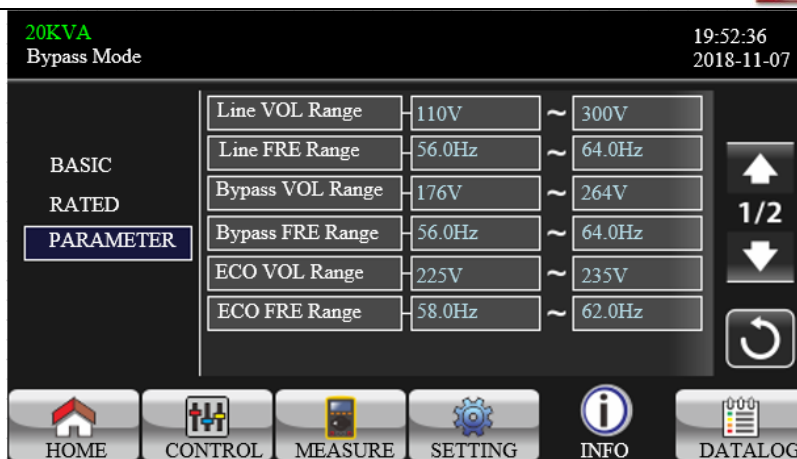 20KVA
Bypass Mode
19:52:36
2018-11-07
BASIC
RATED
PARAMETER
Line VOL Range 110V ~ 300V
Line FRE Range 56.0Hz ~ 64.0Hz
Bypass VOL Range 176V ~ 264V
Bypass FRE Range 56.0Hz ~ 64.0Hz
ECO VOL Range 225V ~ 235V
ECO FRE Range 58.0Hz ~ 62.0Hz
1/2
HOME CONTROL MEASURE SETTING INFO DATALOG